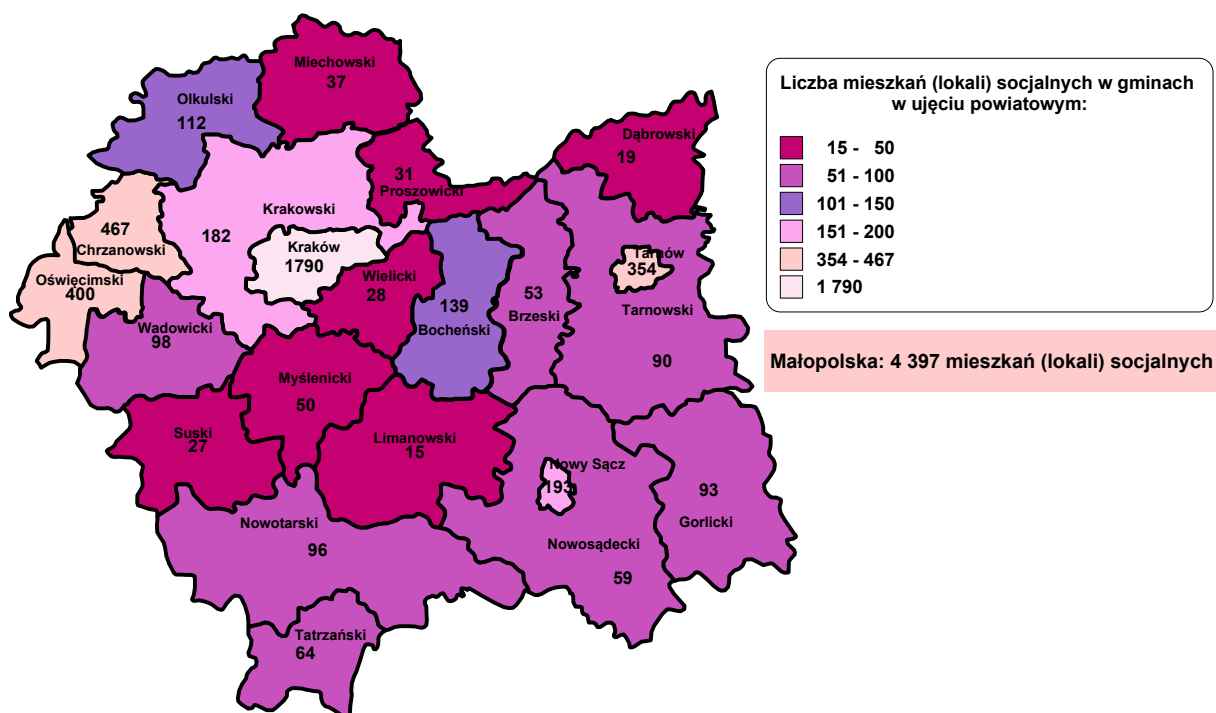 Miechowski
37
Olkulski
112
Dąbrowski
19
31
Proszowicki
467
Chrzanowski
Krakowski
182
Kraków
1790
Oświęcimski
400
Wielicki
28
139
Bocheński
53
Brzeski
Tarnów
354
Tarnowski
90
Wadowicki
98
Myślenicki
50
Suski
27
Limanowski
15
Nowy Sącz
193
93
Gorlicki
Nowotarski
96
Nowosądecki
59
Tatrzański
64
Liczba mieszkań (lokali) socjalnych w gminach
w ujęciu powiatowym:
15 - 50
51 - 100
101 - 150
151 - 200
354 - 467
1 790
Małopolska: 4 397 mieszkań (lokali) socjalnych